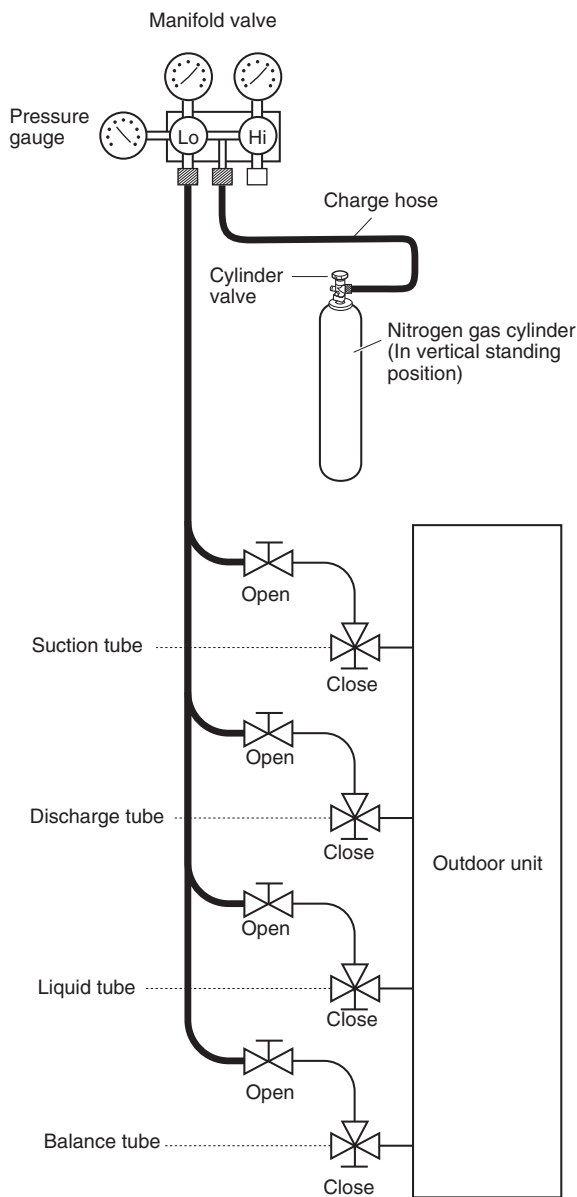 Manifold valve
Pressure
gauge
Lo
Hi
Charge hose
Cylinder
valve
Nitrogen gas cylinder
(In vertical standing
position)
Open
Suction tube
Close
Open
Discharge tube
Close
Outdoor unit
Open
Liquid tube
Close
Open
Balance tube
Close